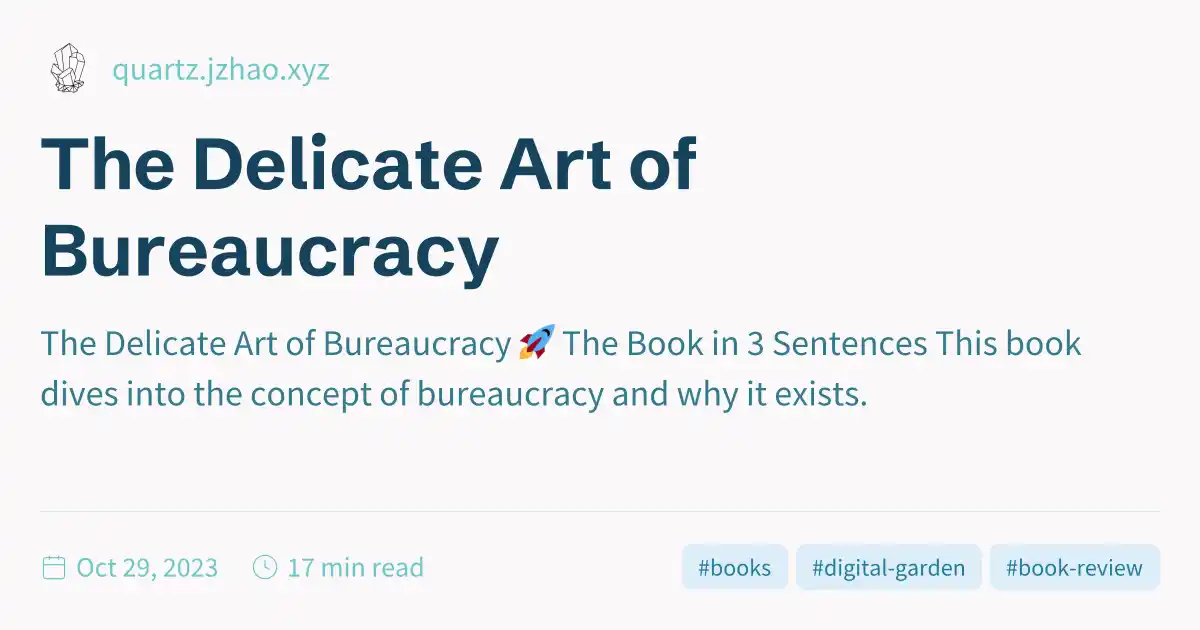 quartz.jzhao.xyz
The Delicate Art of
Bureaucracy
The Delicate Art of Bureaucracy 🚀 The Book in 3 Sentences This book
dives into the concept of bureaucracy and why it exists.
Oct 29, 2023 17 min read #books #digital-garden #book-review